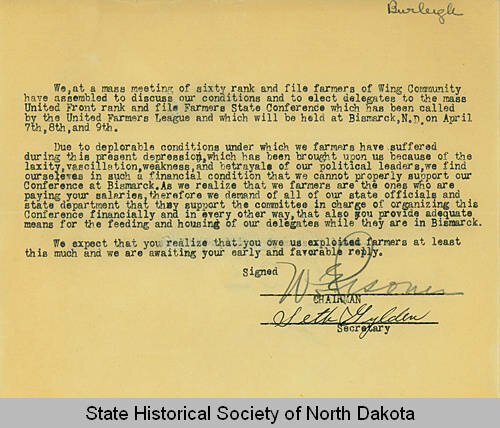 Burleigh
We,at a mass meeting of sixty rank and file farmers of Wing Community
have assembled to discuss our conditions and to elect delegates to the mass
United Front rank and file Farmers State Conference which has been called
by the United Farmers League and which will be held at Bismarck,N.D.on April
7th,8th,and 9th.
Due to deplorable conditions under which we farmers have suffered
during this present depression,which has been brought upon us because of the
laxity,vascillation,weakness,and betrayals of our political leaders,we find
ourseleves in such a financial condition that we cannot properly support our
Conference at Bismarck.As we realize that we farmers are the ones who are
paying your salaries,therefore we demand of all of our state officials and
state department that they support the committee in charge of organizing this
Conference financially and in every other way,that also you provide adequate
means for the feeding and housing of our delegates while they are in Bismarck.
We expect that you realize that you owe us exploited farmers at least
this much and we are awaiting your early and favorable reply.
Signed
CHAIRMAN
Seth Gylden
Secretary
State Historical Society of North Dakota